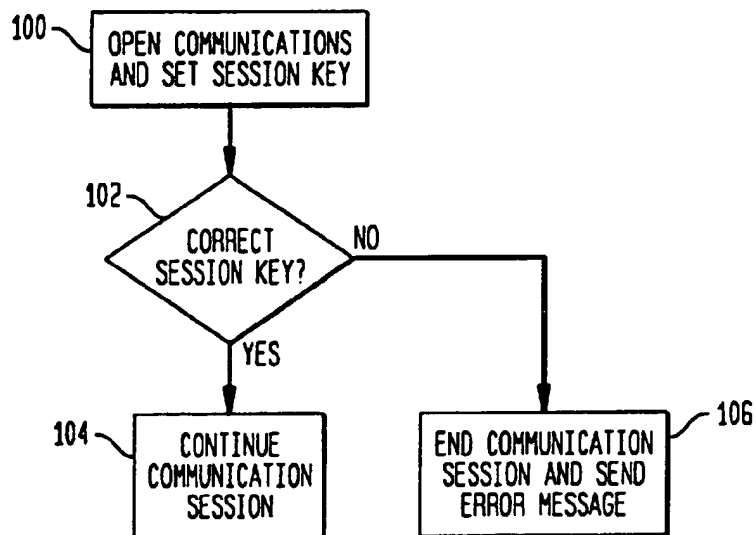 100
OPEN COMMUNICATIONS
AND SET SESSION KEY
102
CORRECT
SESSION KEY?
NO
YES
104
CONTINUE
COMMUNICATION
SESSION
106
END COMMUNICATION
SESSION AND SEND
ERROR MESSAGE